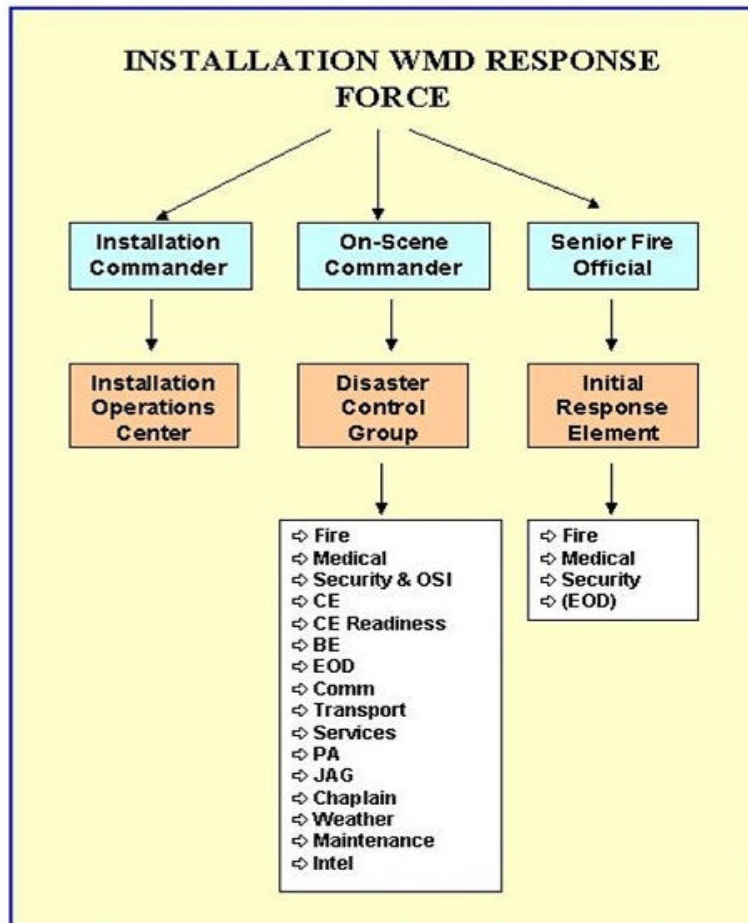 INSTALLATION WMD RESPONSE
FORCE
Installation
Commander
On-Scene
Commander
Senior Fire
Official
Installation
Operations
Center
Disaster
Control
Group
Initial
Response
Element
⇨ Fire
⇨ Medical
⇨ Security & OSI
⇨ CE
⇨ CE Readiness
⇨ BE
⇨ EOD
⇨ Comm
⇨ Transport
⇨ Services
⇨ PA
⇨ JAG
⇨ Chaplain
⇨ Weather
⇨ Maintenance
⇨ Intel
⇨ Fire
⇨ Medical
⇨ Security
⇨ (EOD)